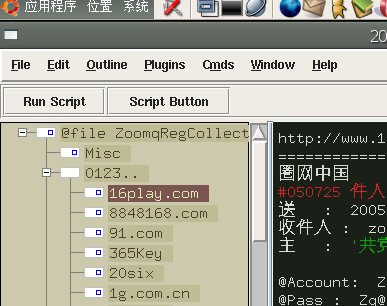 应用程序 位置 系统
20
File Edit Outline Plugins Cmds Window Help
Run Script Script Button
@file ZoomqRegCollect
Misc
0123..
16play.com
8848168.com
91.com
365Key
20six
1g.com.cn
http://www.1
============
圈网中国
#050725 件人
送 : 2005
收件人 : zo
主 : '共党
@Account: Z
@Pass : Zq@